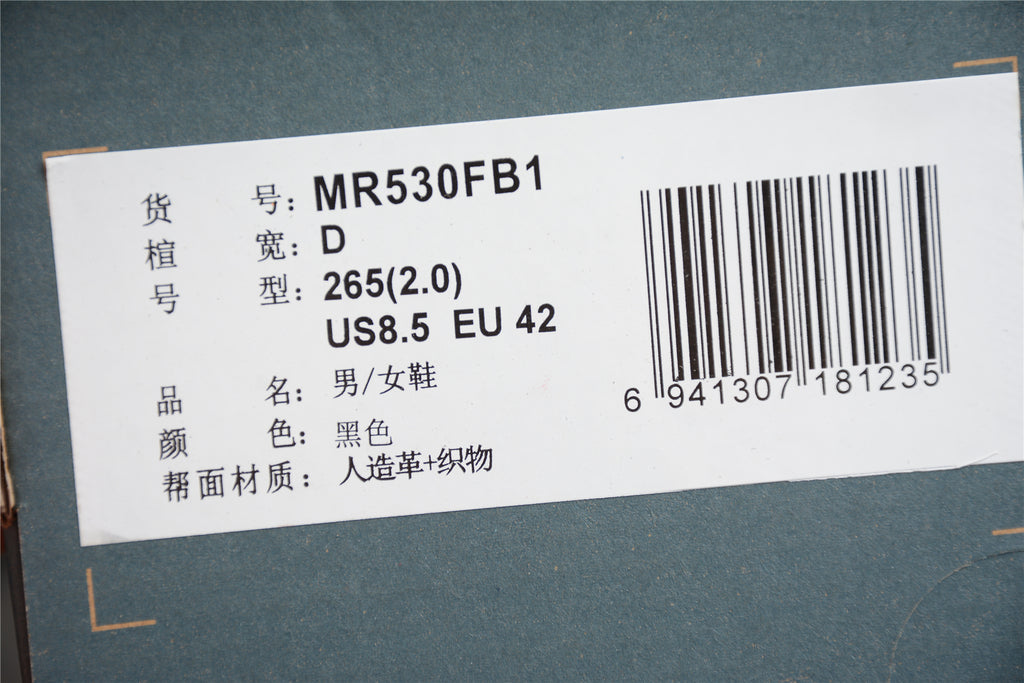 货 号: MR530FB1
楦 宽: D
号 型: 265(2.0)
US8.5 EU 42
品 名: 男/女鞋
颜 色: 黑色
帮面材质: 人造革+织物
6 941307 181235